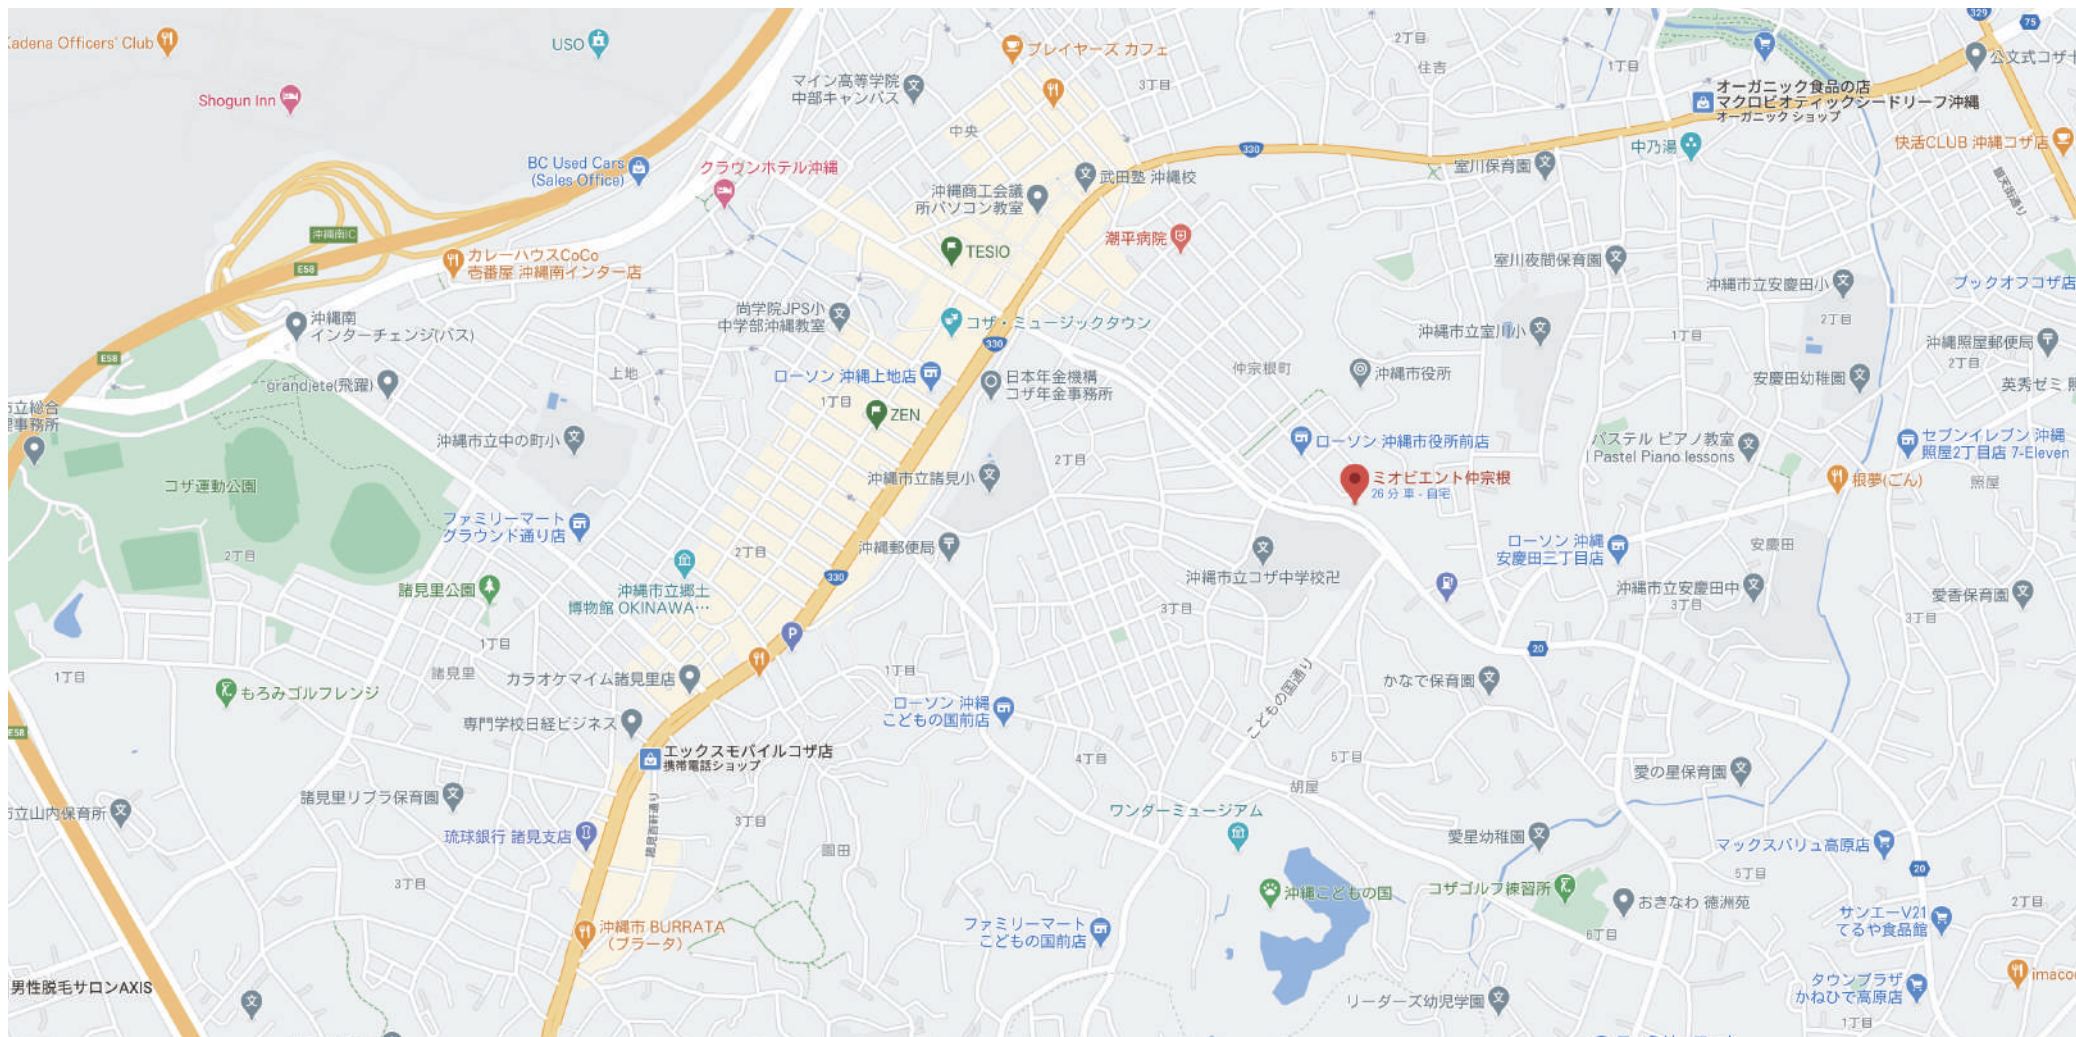 Kadena Officers' Club
USO
Shogun Inn
BC Used Cars
(Sales Office)
沖縄南IC
E58
カレーハウスCoCo
壱番屋 沖縄南インター店
クラウンホテル沖縄
マイン高等学院
中部キャンパス
プレイヤーズ カフェ
3丁目
中央
沖縄商工会議
所パソコン教室
武田塾 沖縄校
潮平病院
TESIO
330
2丁目
住吉
1丁目
329
75
公文式コザ十
オーガニック食品の店
マクロビオティックシードリーフ沖縄
オーガニック ショップ
中乃湯
快活CLUB 沖縄コザ店
室川保育園
室川夜間保育園
沖縄市立安慶田小
ブックオフコザ店
沖縄南
インターチェンジ(バス)
E58
尚学院JPS小
中学部沖縄教室
コザ・ミュージックタウン
330
沖縄市立室川小
1丁目
2丁目
沖縄照屋郵便局
2丁目
grandjete(飛躍)
上地
ローソン 沖縄上地店
1丁目
日本年金機構
コザ年金事務所
仲宗根町
沖縄市役所
安慶田幼稚園
英秀ゼミ 照
市立総合
理事務所
沖縄市立中の町小
ZEN
ローソン 沖縄市役所前店
パステル ピアノ教室
| Pastel Piano lessons
セブンイレブン 沖縄
照屋2丁目店 7-Eleven
コザ運動公園
沖縄市立諸見小
2丁目
ミオビエント仲宗根
26 分 車 - 自宅
根夢(ごん)
照屋
ファミリーマート
グラウンド通り店
2丁目
2丁目
沖縄郵便局
沖縄市立コザ中学校卍
ローソン 沖縄
安慶田三丁目店
安慶田
諸見里公園
沖縄市立郷土
博物館 OKINAWA…
330
3丁目
沖縄市立安慶田中
3丁目
愛香保育園
3丁目
1丁目
P
20
1丁目
諸見里
もろみゴルフレンジ
カラオケマイム諸見里店
1丁目
かなで保育園
こどもの国通り
ローソン 沖縄
こどもの国前店
専門学校日経ビジネス
E58
エックスモバイルコザ店
携帯電話ショップ
4丁目
5丁目
愛の星保育園
諸見里リブラ保育園
市立山内保育所
胡屋
ワンダーミュージアム
琉球銀行 諸見支店
3丁目
園田
愛星幼稚園
マックスバリュ高原店
20
5丁目
3丁目
沖縄こどもの国
コザゴルフ練習所
おきなわ 徳洲苑
2丁目
沖縄市 BURRATA
(ブラータ)
ファミリーマート
こどもの国前店
6丁目
サンエーV21
てるや食品館
男性脱毛サロンAXIS
リーダーズ幼児学園
タウンプラザ
かねひで高原店
imacoc
1丁目